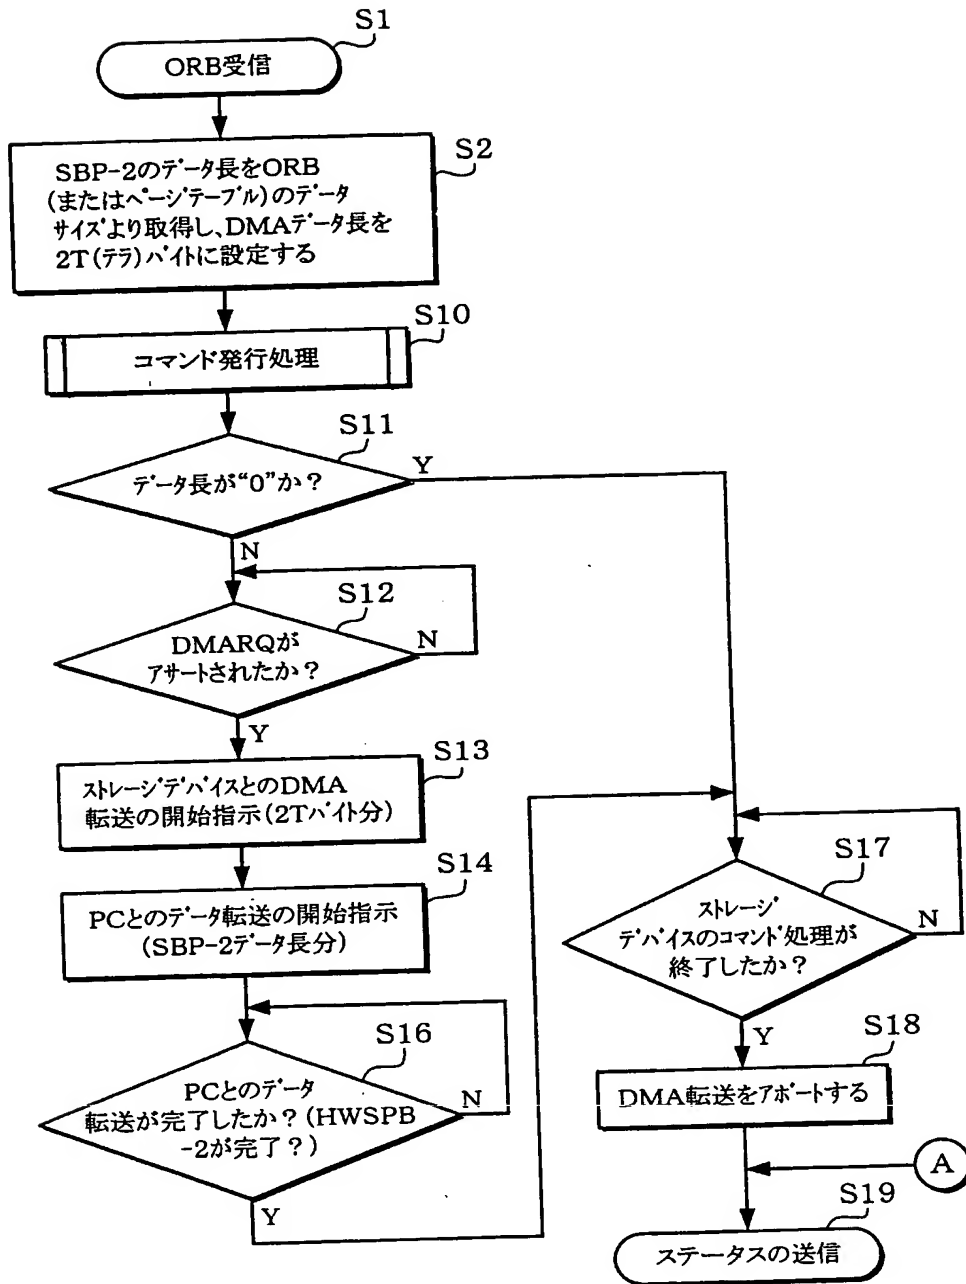 S1
ORB受信
S2
SBP-2のデータ長をORB
(またはページテーブル)のデータ
サイズより取得し、DMAデータ長を
2T(テラ)バイトに設定する
S10
コマンド発行処理
S11
データ長が“0”か?
Y
N
S12
DMARQが
アサートされたか?
N
Y
S13
ストレージデバイスとのDMA
転送の開始指示(2Tバイト分)
S14
PCとのデータ転送の開始指示
(SBP-2データ長分)
S16
PCとのデータ
転送が完了したか?(HWSPB
-2が完了?)
N
Y
S17
ストレージ
デバイスのコマンド処理が
終了したか?
N
Y
S18
DMA転送をアボートする
A
S19
ステータスの送信